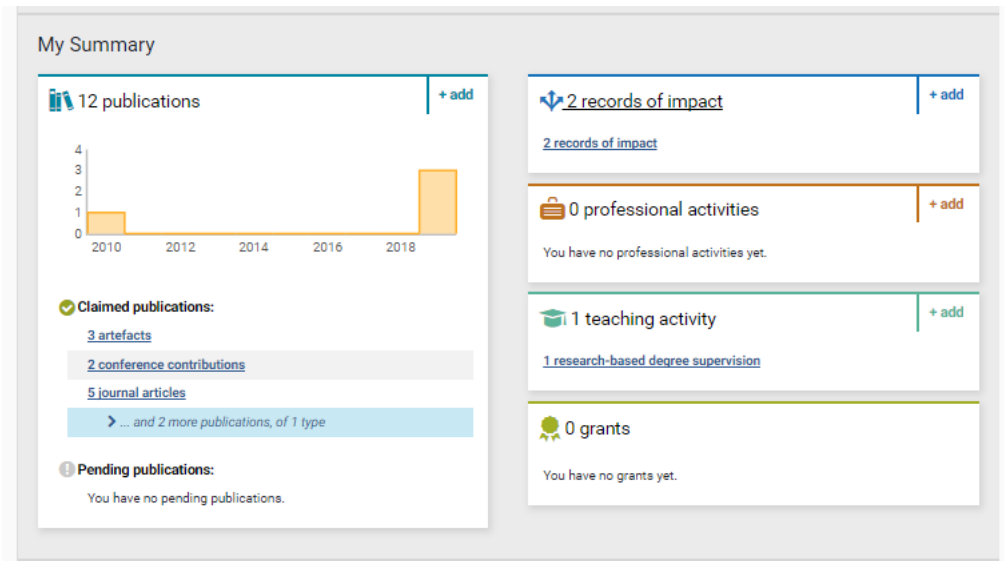 My Summary
12 publications
+ add
4
3
2
1
0
2010 2012 2014 2016 2018
Claimed publications:
3 artefacts
2 conference contributions
5 journal articles
... and 2 more publications, of 1 type
Pending publications:
You have no pending publications.
2 records of impact
+ add
2 records of impact
0 professional activities
+ add
You have no professional activities yet.
1 teaching activity
+ add
1 research-based degree supervision
0 grants
You have no grants yet.